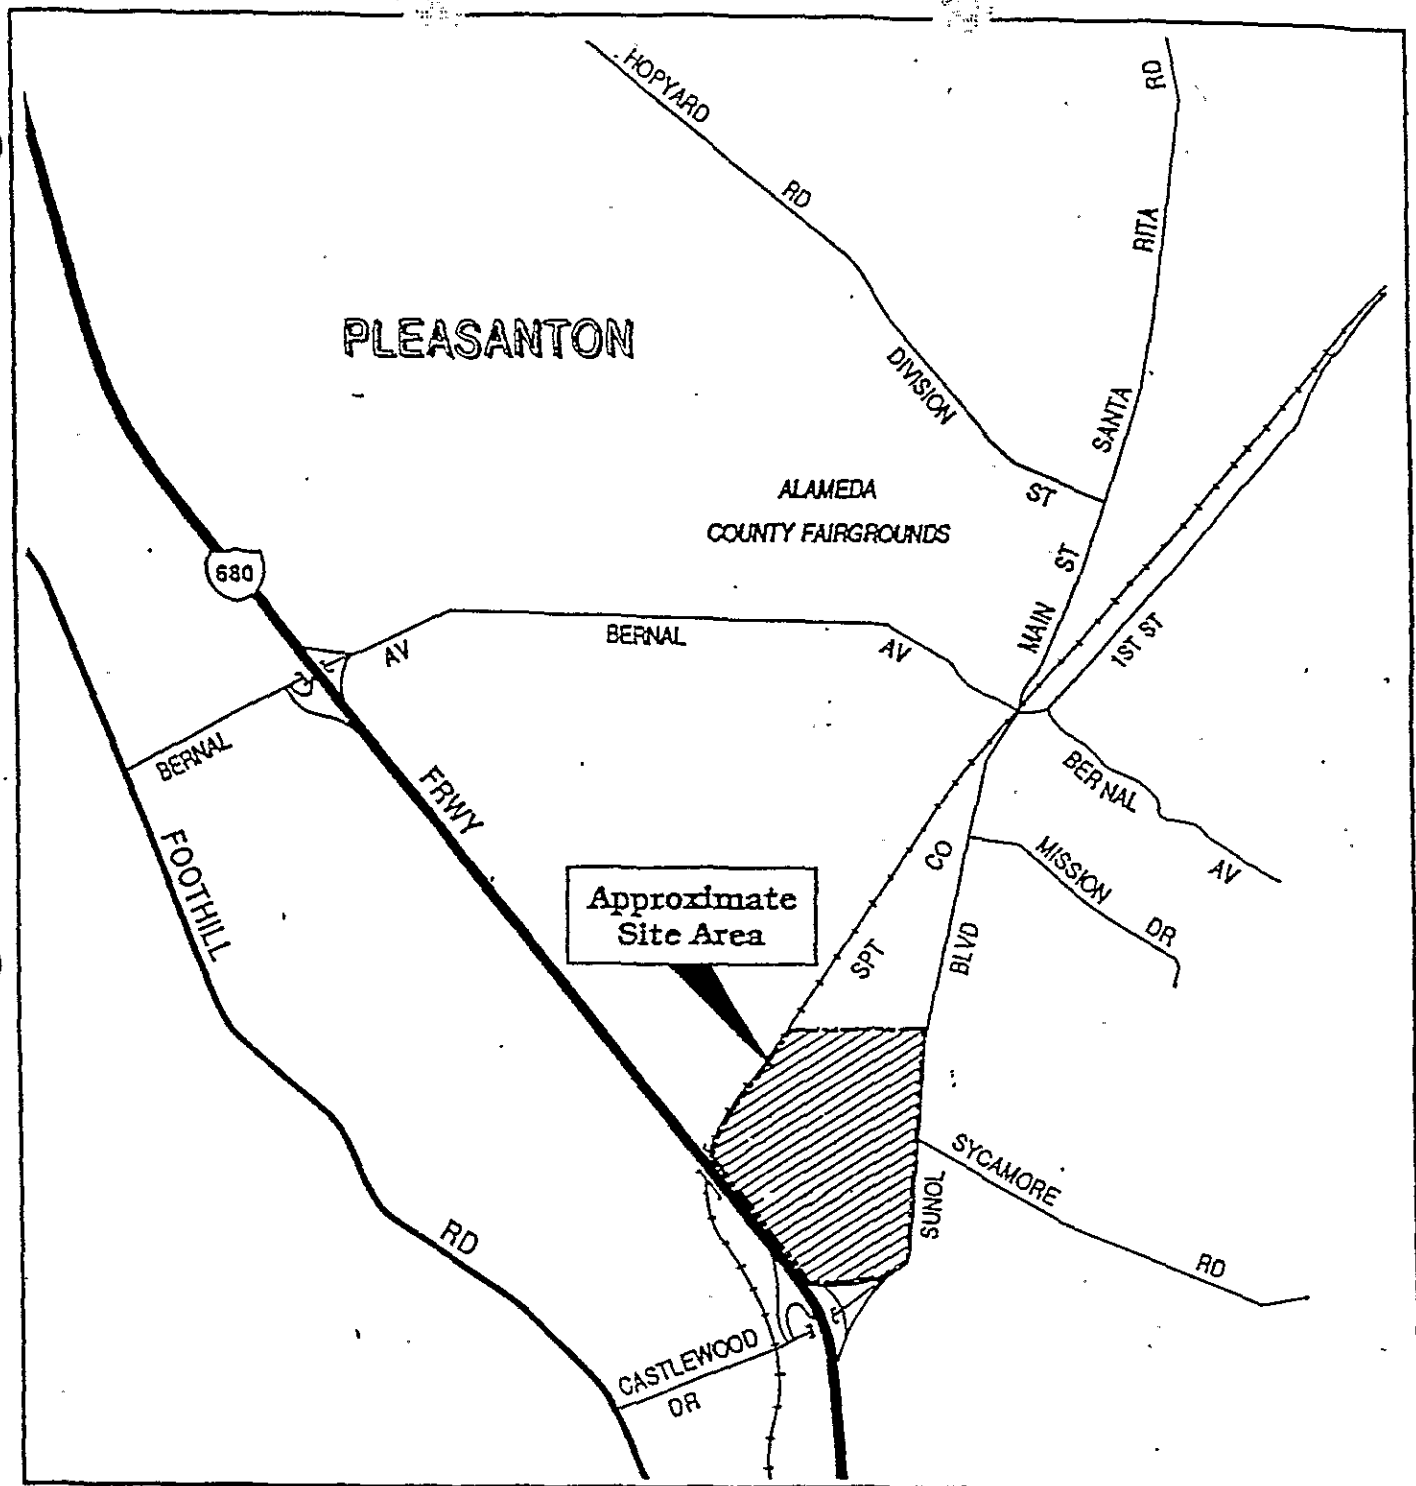 HOPYARD
RD
RD
RITA
SANTA
PLEASANTON
DIVISION
ST
ALAMEDA
COUNTY FAIRGROUNDS
MAIN
ST
680
BERNAL
AV
BERNAL
AV
1ST ST
BERNAL
AV
FRWY
FOOTHILL
RD
Approximate
Site Area
SPT
CO
MISSION
DR
SUNOL
BLVD
SYCAMORE
RD
CASTLEWOOD
DR